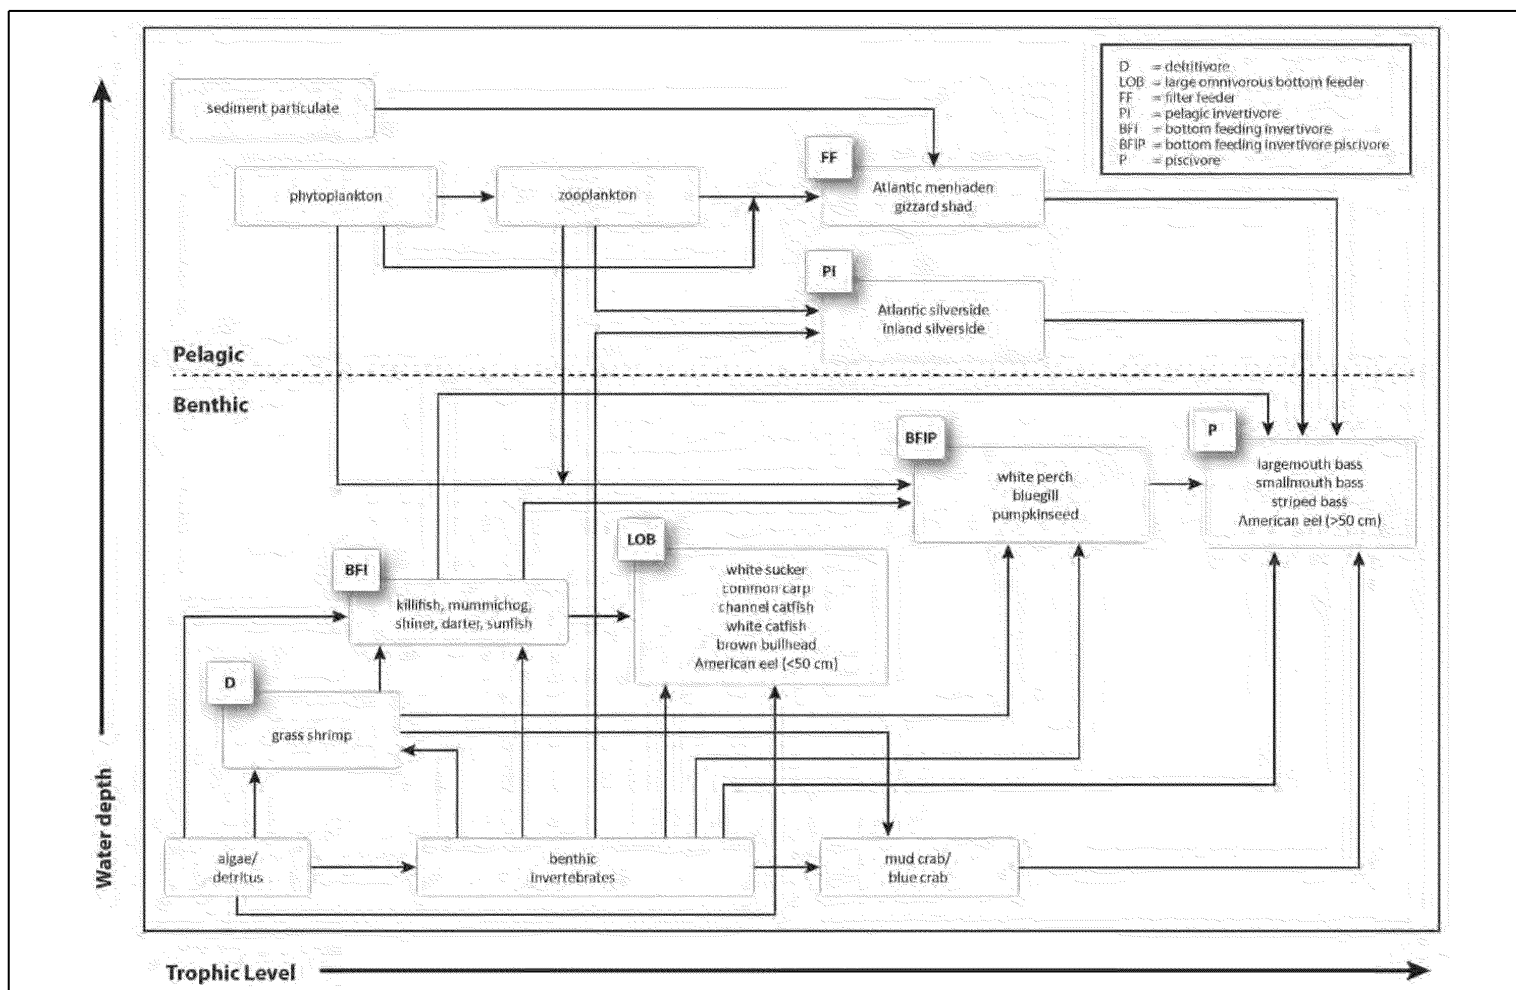 D = detritivore
LOB = large omnivorous bottom feeder
FF = filter feeder
PI = pelagic invertivore
BFI = bottom feeding invertivore
BFIP = bottom feeding invertivore piscivore
P = piscivore
sediment particulate
FF
phytoplankton
zooplankton
Atlantic menhaden
gizzard shad
PI
Atlantic silverside
inland silverside
Pelagic
Benthic
BFIP
P
white perch
bluegill
pumpkinseed
largemouth bass
smallmouth bass
striped bass
American eel (>50 cm)
LOB
BFI
white sucker
common carp
channel catfish
white catfish
brown bullhead
American eel (<50 cm)
killifish, mummichog,
shiner, darter, sunfish
D
grass shrimp
algae/
detritus
benthic
invertebrates
mud crab/
blue crab
Water depth
Trophic Level